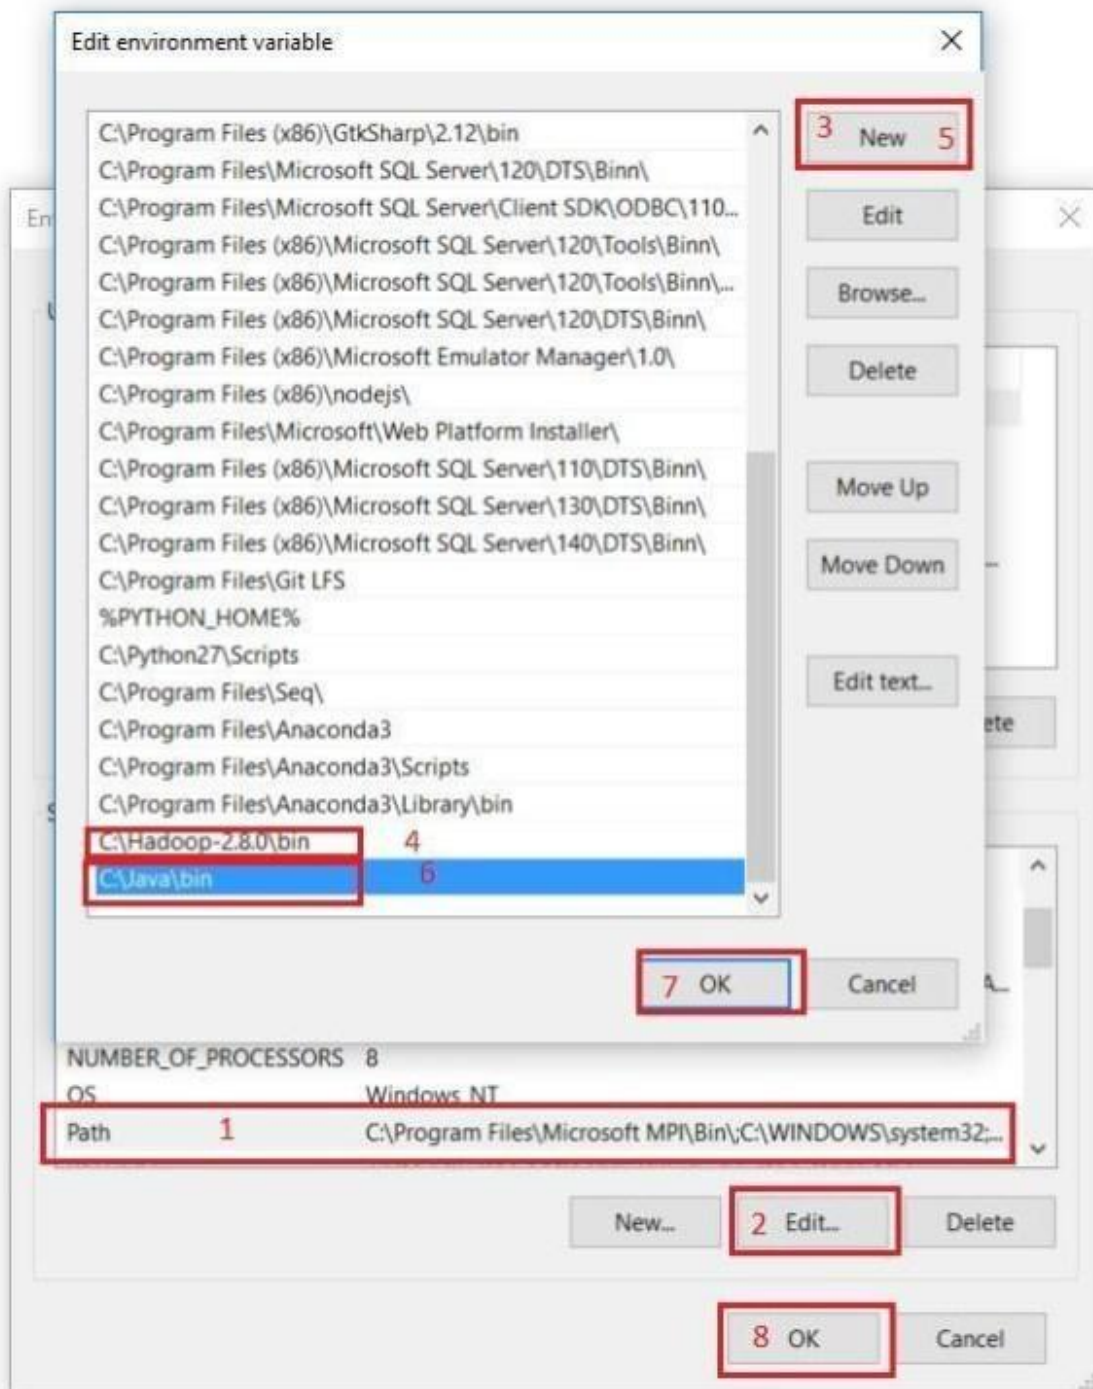 Edit environment variable
C:\Program Files (x86)\GtkSharp\2.12\bin
C:\Program Files\Microsoft SQL Server\120\DTS\Binn\
C:\Program Files\Microsoft SQL Server\Client SDK\ODBC\110...
C:\Program Files (x86)\Microsoft SQL Server\120\Tools\Binn\
C:\Program Files (x86)\Microsoft SQL Server\120\Tools\Binn\...
C:\Program Files (x86)\Microsoft SQL Server\120\DTS\Binn\
C:\Program Files (x86)\Microsoft Emulator Manager\1.0\
C:\Program Files (x86)\nodejs\
C:\Program Files\Microsoft\Web Platform Installer\
C:\Program Files (x86)\Microsoft SQL Server\110\DTS\Binn\
C:\Program Files (x86)\Microsoft SQL Server\130\DTS\Binn\
C:\Program Files (x86)\Microsoft SQL Server\140\DTS\Binn\
C:\Program Files\Git LFS
%PYTHON_HOME%
C:\Python27\Scripts
C:\Program Files\Seq\
C:\Program Files\Anaconda3
C:\Program Files\Anaconda3\Scripts
C:\Program Files\Anaconda3\Library\bin
C:\Hadoop-2.8.0\bin 4
C:\Java\bin 6
3 New 5
Edit
Browse...
Delete
Move Up
Move Down
Edit text...
7 OK
Cancel
En
ete
A...
NUMBER_OF_PROCESSORS 8
OS Windows_NT
Path 1 C:\Program Files\Microsoft MPI\Bin\;C:\WINDOWS\system32;...
New...
2 Edit...
Delete
8 OK
Cancel